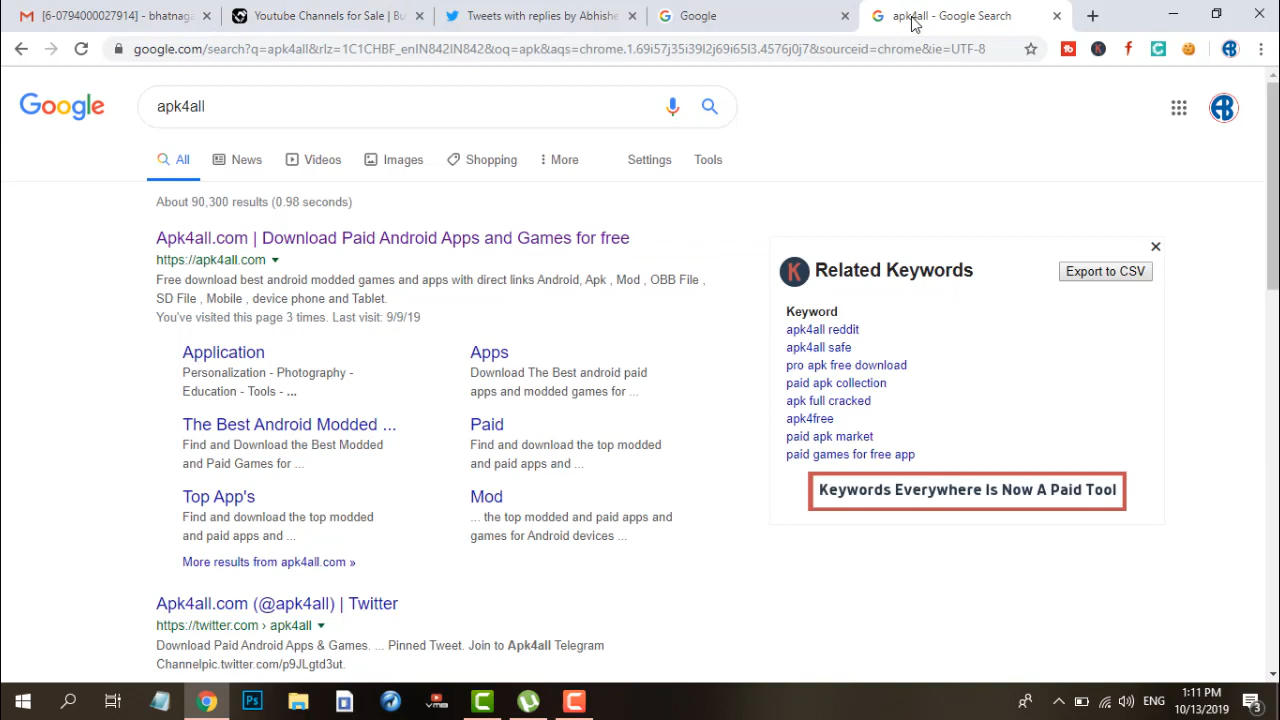 [6-0794000027914] - bhatnaga
Youtube Channels for Sale | B
Tweets with replies by Abhishe
Google
apk4all - Google Search
google.com/search?q=apk4all&rlz=1C1CHBF_enIN842IN842&oq=apk&aqs=chrome.1.69i57j35i39l2j69i65l3.4576j0j7&sourceid=chrome&ie=UTF-8
Google
apk4all
All
News
Videos
Images
Shopping
More
Settings
Tools
About 90,300 results (0.98 seconds)
Apk4all.com | Download Paid Android Apps and Games for free
https://apk4all.com
Free download best android modded games and apps with direct links Android, Apk , Mod , OBB File ,
SD File , Mobile , device phone and Tablet.
You've visited this page 3 times. Last visit: 9/9/19
Application
Personalization - Photography -
Education - Tools - ...
Apps
Download The Best android paid
apps and modded games for ...
The Best Android Modded ...
Find and Download the Best Modded
and Paid Games for ...
Paid
Find and download the top modded
and paid apps and ...
Top App's
Find and download the top modded
and paid apps and ...
Mod
... the top modded and paid apps and
games for Android devices ...
More results from apk4all.com »
Apk4all.com (@apk4all) | Twitter
https://twitter.com › apk4all
Download Paid Android Apps & Games. ... Pinned Tweet. Join to Apk4all Telegram
Channelpic.twitter.com/p9JLgtd3ut.
K
Related Keywords
Export to CSV
Keyword
apk4all reddit
apk4all safe
pro apk free download
paid apk collection
apk full cracked
apk4free
paid apk market
paid games for free app
Keywords Everywhere Is Now A Paid Tool
Ps
ENG
1:11 PM
10/13/2019
3